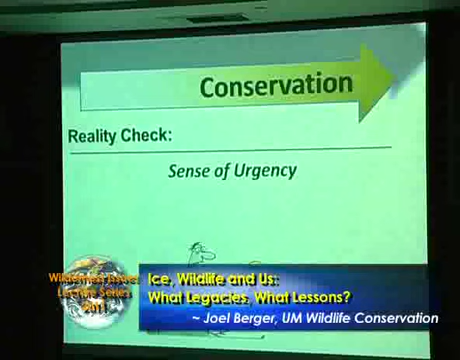 Conservation
Reality Check:
Sense of Urgency
Wilderness Issues
Lecture Series
2011
Ice, Wildlife and Us:
What Legacies, What Lessons?
~ Joel Berger, UM Wildlife Conservation